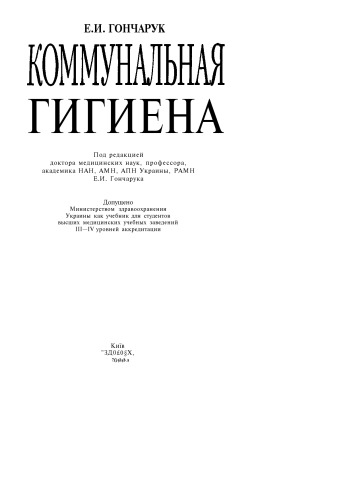 Е.И. ГОНЧАРУК
КОММУНАЛЬНАЯ
ГИГИЕНА
Под редакцией
доктора медицинских наук, профессора,
академика НАН, АМН, АПН Украины, РАМН
Е.И. Гончарука
Допущено
Министерством здравоохранения
Украины как учебник для студентов
высших медицинских учебных заведений
III—IV уровней аккредитации
Київ